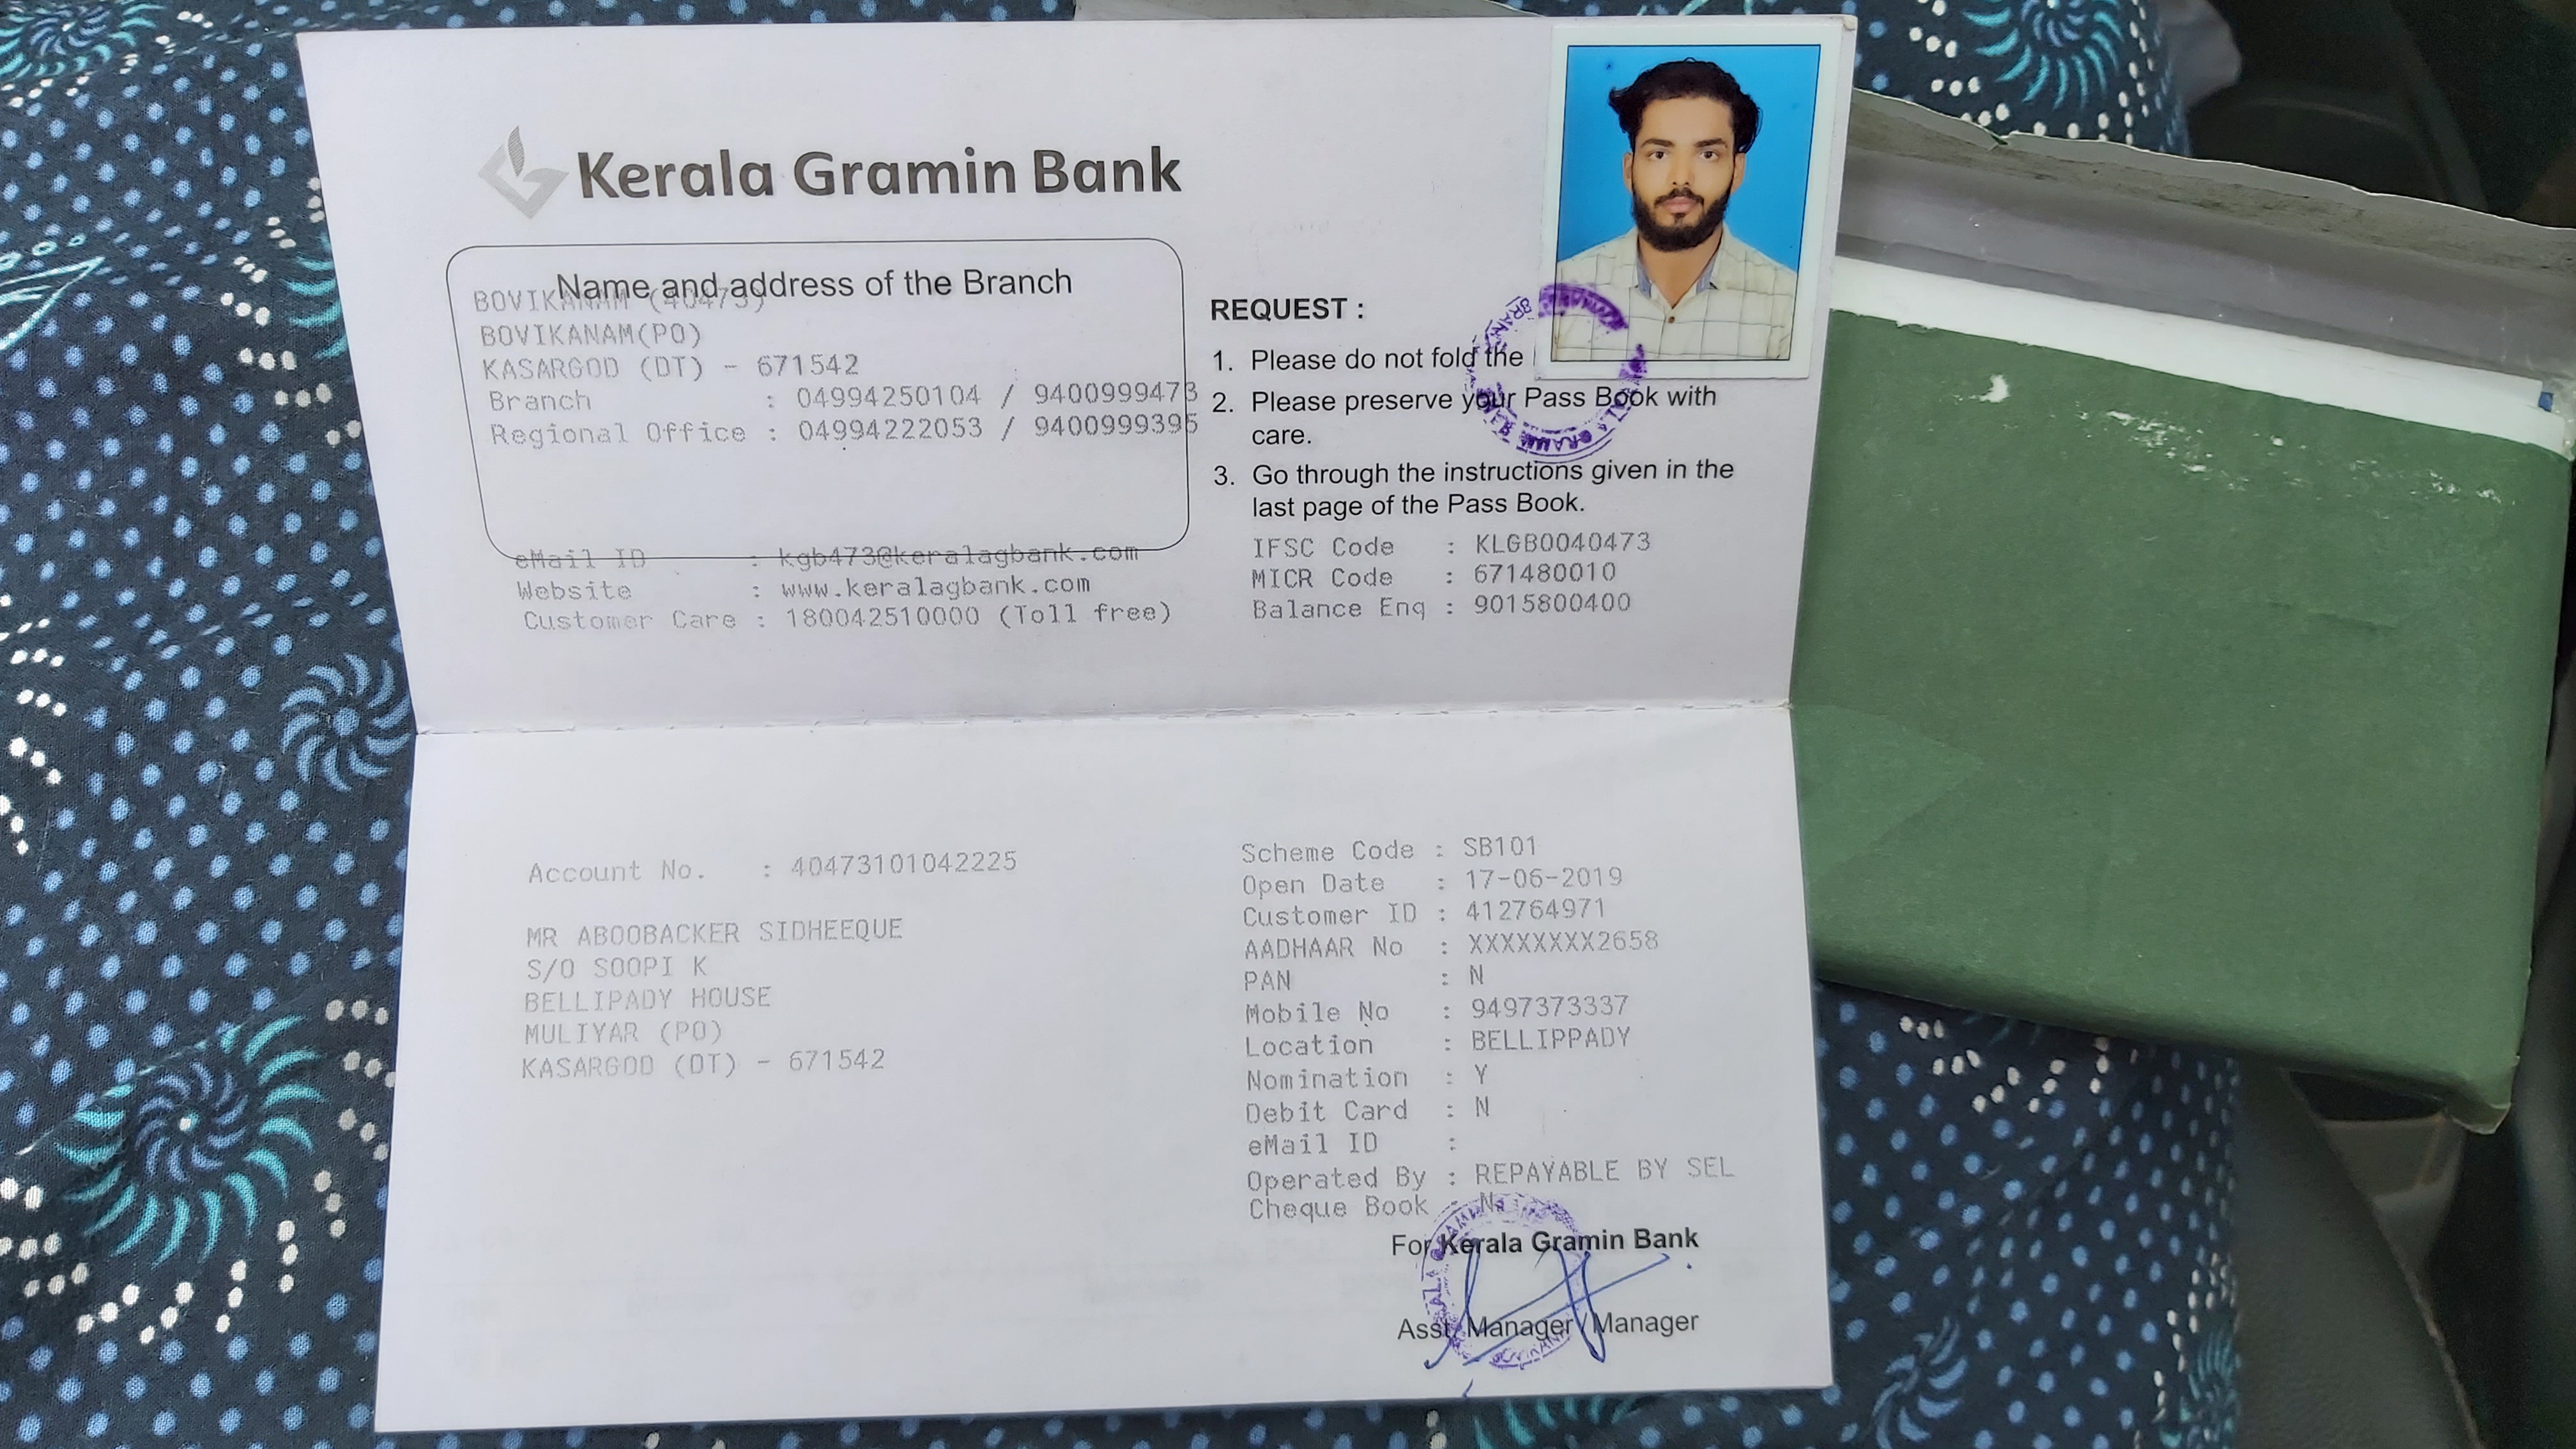 Kerala Gramin Bank
Name and address of the Branch
BOVIKANAM (40473)
BOVIKANAM(PO)
KASARGOD (DT) - 671542
Branch : 04994250104 / 9400999473
Regional Office : 04994222053 / 9400999395
eMail ID : kgb473@keralagbank.com
Website : www.keralagbank.com
Customer Care : 180042510000 (Toll free)
REQUEST :
1. Please do not fold the
2. Please preserve your Pass Book with
care.
3. Go through the instructions given in the
last page of the Pass Book.
IFSC Code : KLGB0040473
MICR Code : 671480010
Balance Enq : 9015800400
Account No. : 40473101042225
MR ABOOBACKER SIDHEEQUE
S/O SOOPI K
BELLIPADY HOUSE
MULIYAR (PO)
KASARGOD (DT) - 671542
Scheme Code : SB101
Open Date : 17-06-2019
Customer ID : 412764971
AADHAAR No : XXXXXXXX2658
PAN : N
Mobile No : 9497373337
Location : BELLIPPADY
Nomination : Y
Debit Card : N
eMail ID :
Operated By : REPAYABLE BY SEL
Cheque Book : N
For Kerala Gramin Bank
Asst.Manager/Manager